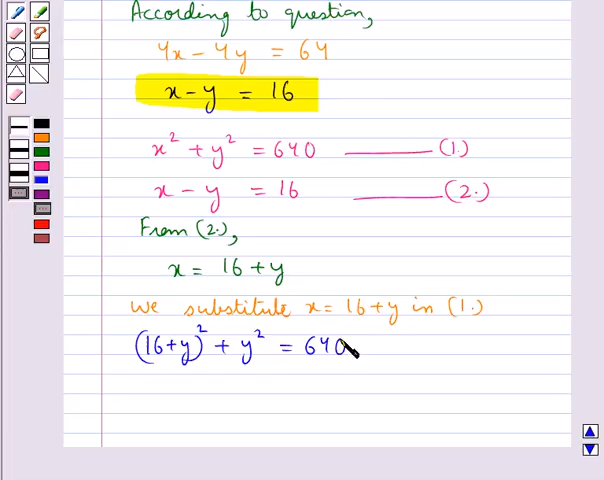 According to question,
4x - 4y = 64
x - y = 16
x² + y² = 640 ——— (1.)
x - y = 16 ——— (2.)
From (2.),
x = 16 + y
We substitute x = 16 + y in (1.)
(16 + y)² + y² = 640